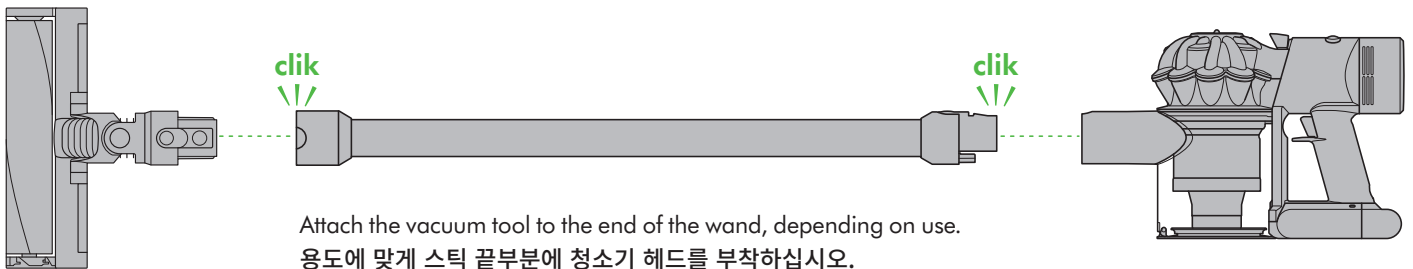 clik
clik
Attach the vacuum tool to the end of the wand, depending on use.
용도에 맞게 스틱 끝부분에 청소기 헤드를 부착하십시오.